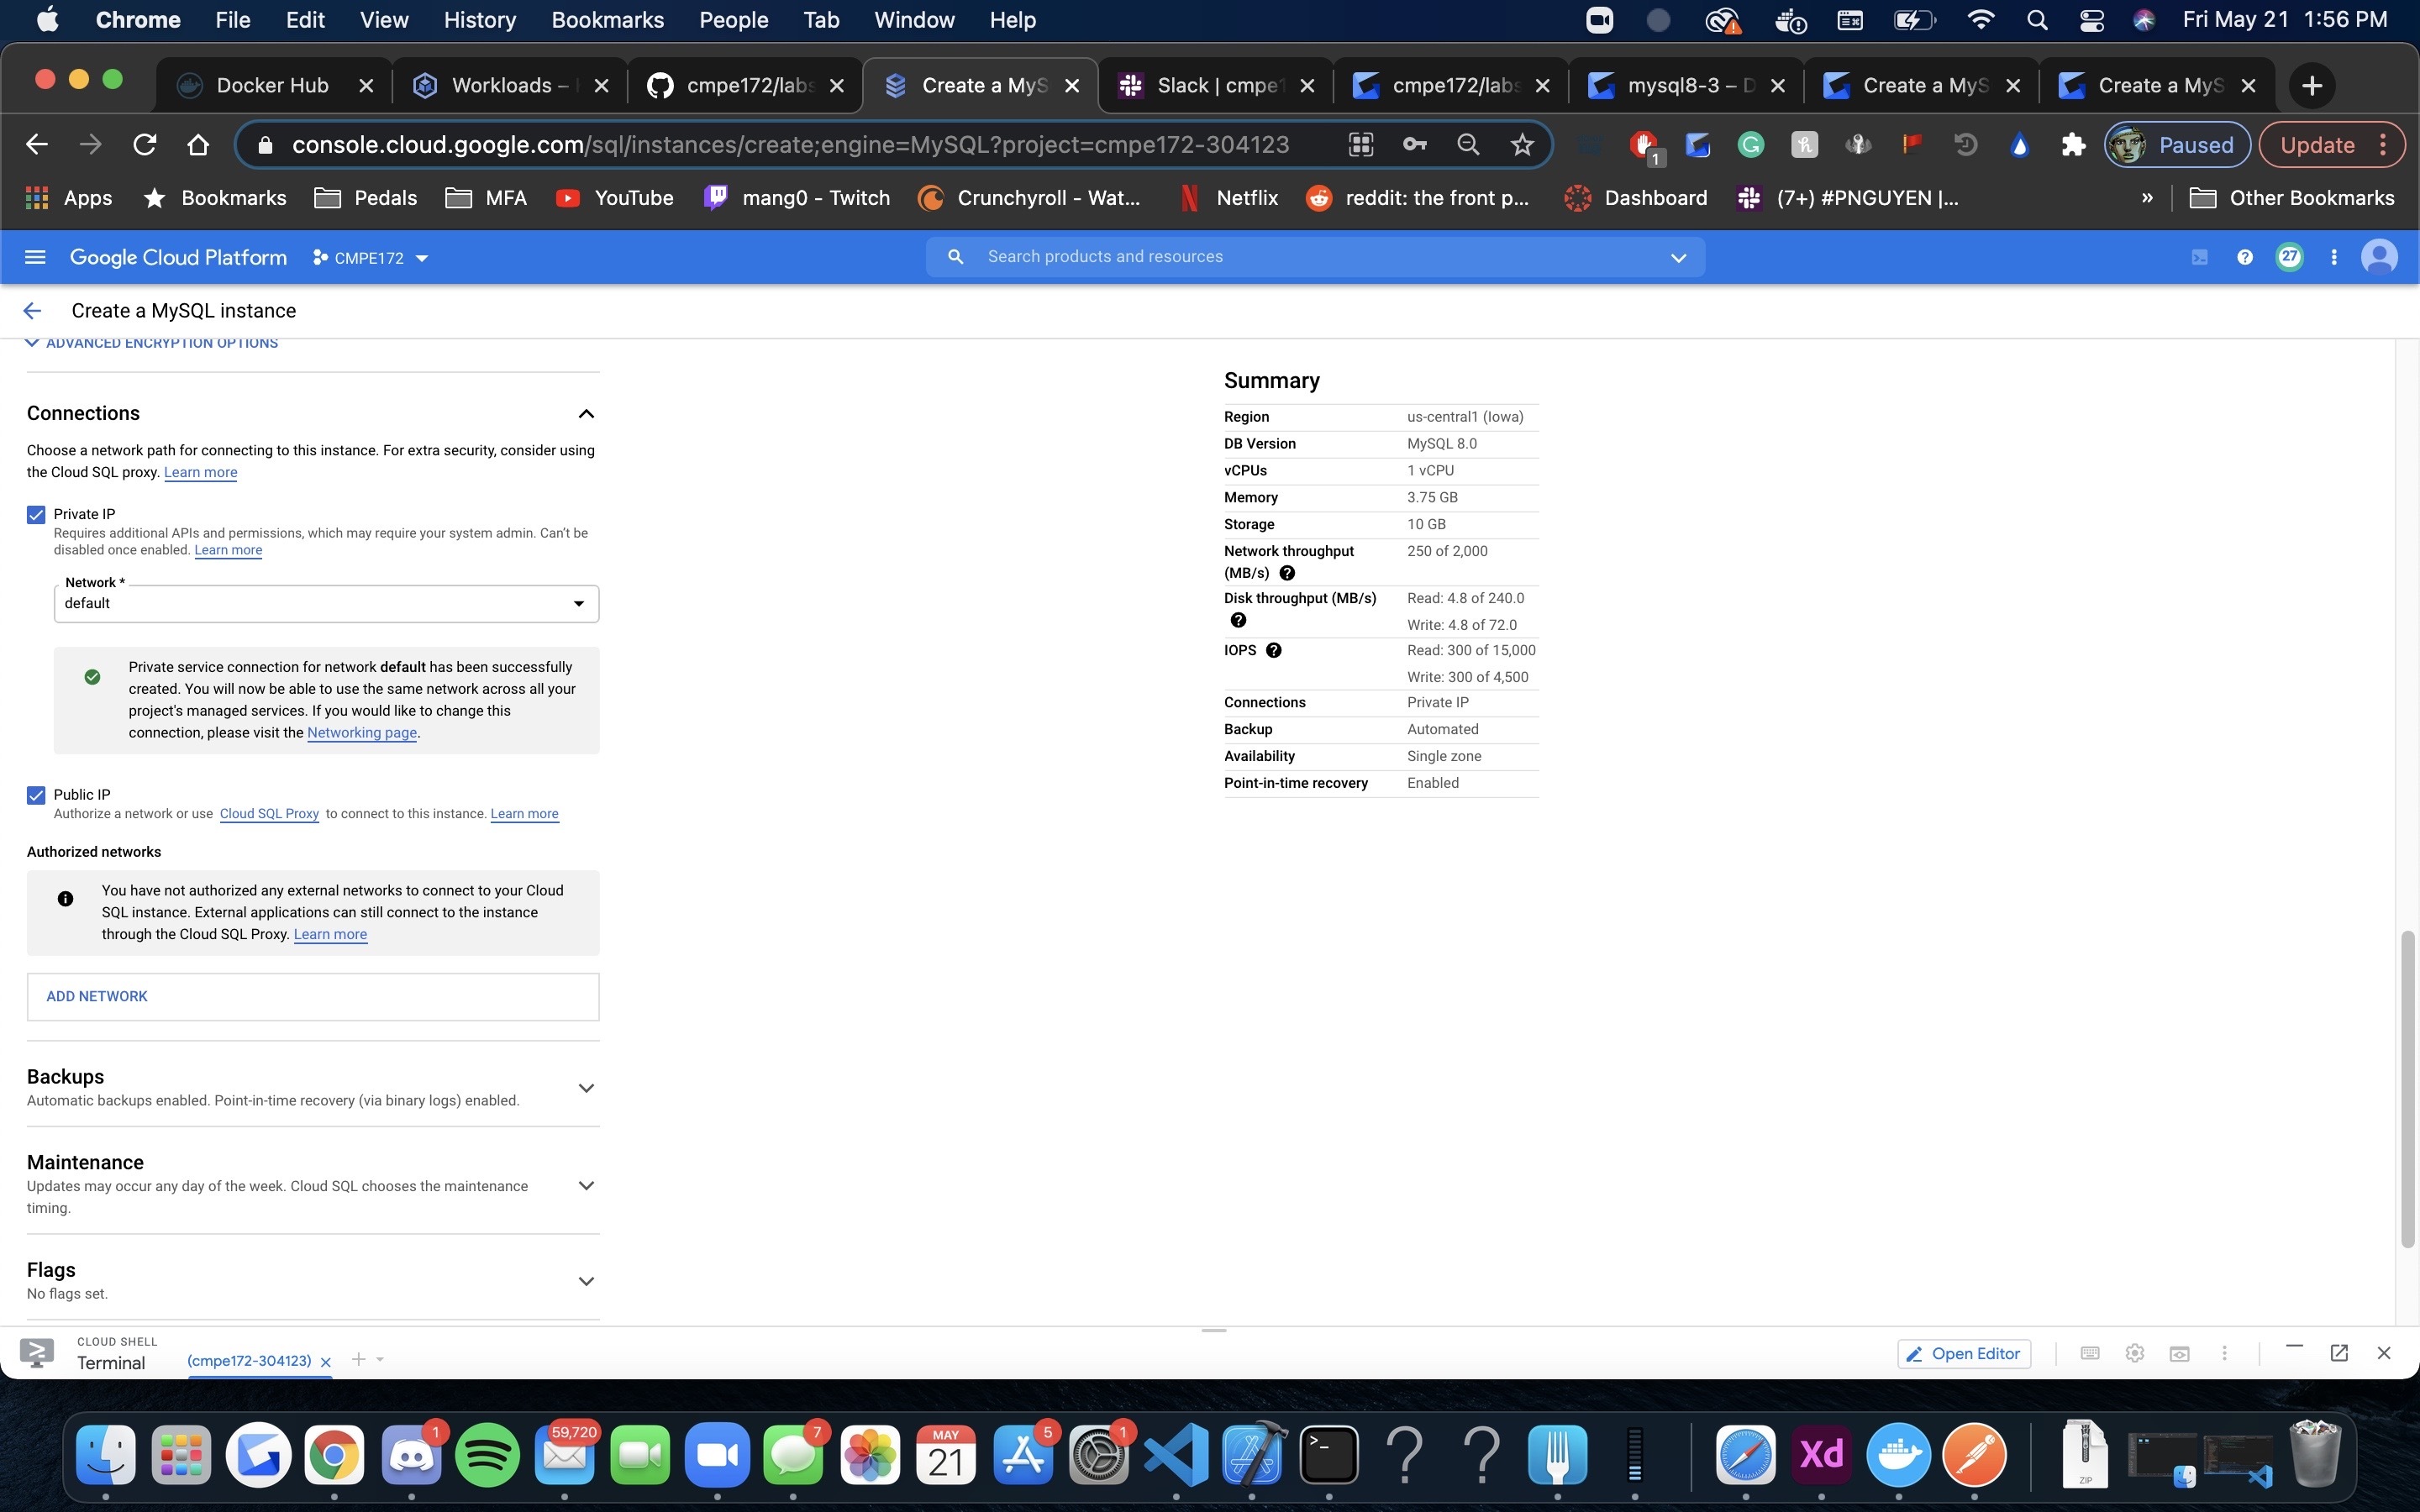 Chrome File Edit View History Bookmarks People Tab Window Help Fri May 21 1:56 PM
Docker Hub Workloads – cmpe172/labs Create a MyS Slack | cmpe1 cmpe172/labs mysql8-3 – D Create a MyS Create a MyS
console.cloud.google.com/sql/instances/create;engine=MySQL?project=cmpe172-304123 1 Paused Update
Apps Bookmarks Pedals MFA YouTube mang0 - Twitch Crunchyroll - Wat... Netflix reddit: the front p... Dashboard (7+) #PNGUYEN |... » Other Bookmarks
Google Cloud Platform CMPE172 Search products and resources 27
Create a MySQL instance
ADVANCED ENCRYPTION OPTIONS
Connections
Choose a network path for connecting to this instance. For extra security, consider using
the Cloud SQL proxy. Learn more
Private IP
Requires additional APIs and permissions, which may require your system admin. Can't be
disabled once enabled. Learn more
Network *
default
Private service connection for network default has been successfully
created. You will now be able to use the same network across all your
project's managed services. If you would like to change this
connection, please visit the Networking page.
Public IP
Authorize a network or use Cloud SQL Proxy to connect to this instance. Learn more
Authorized networks
You have not authorized any external networks to connect to your Cloud
SQL instance. External applications can still connect to the instance
through the Cloud SQL Proxy. Learn more
ADD NETWORK
Backups
Automatic backups enabled. Point-in-time recovery (via binary logs) enabled.
Maintenance
Updates may occur any day of the week. Cloud SQL chooses the maintenance
timing.
Flags
No flags set.
Summary
Region us-central1 (Iowa)
DB Version MySQL 8.0
vCPUs 1 vCPU
Memory 3.75 GB
Storage 10 GB
Network throughput 250 of 2,000
(MB/s)
Disk throughput (MB/s) Read: 4.8 of 240.0
Write: 4.8 of 72.0
IOPS Read: 300 of 15,000
Write: 300 of 4,500
Connections Private IP
Backup Automated
Availability Single zone
Point-in-time recovery Enabled
CLOUD SHELL
Terminal (cmpe172-304123) Open Editor
1 59,720 7 MAY 21 5 1 Xd ZIP